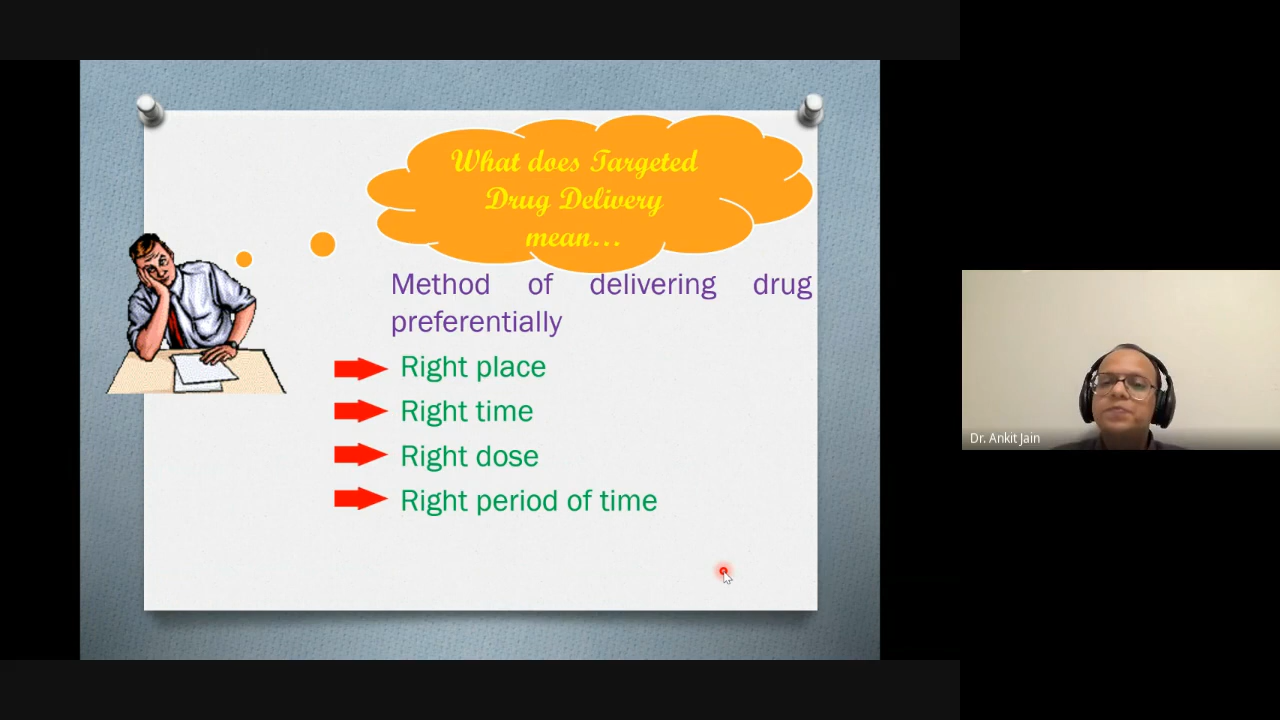 What does Targeted
Drug Delivery
mean...
Method of delivering drug
preferentially
Right place
Right time
Right dose
Right period of time
Dr. Ankit Jain